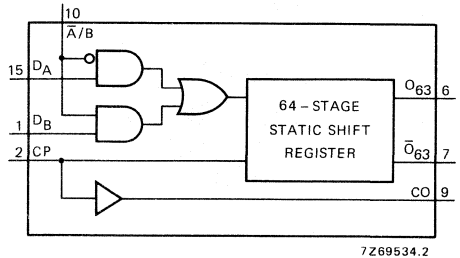 10
A̅/B
15 DA
1 DB
2 CP
64 – STAGE
STATIC SHIFT
REGISTER
O63 6
O̅63 7
CO 9
7Z69534.2